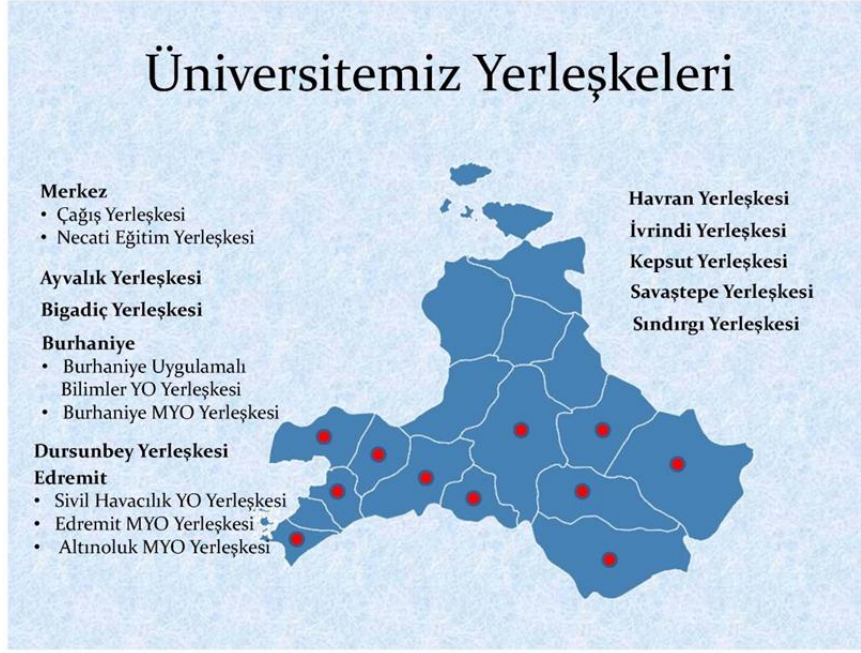 Üniversitemiz Yerleşkeleri
Merkez
• Çağış Yerleşkesi
• Necati Eğitim Yerleşkesi
Ayvalık Yerleşkesi
Bigadiç Yerleşkesi
Burhaniye
• Burhaniye Uygulamalı
Bilimler YO Yerleşkesi
• Burhaniye MYO Yerleşkesi
Dursunbey Yerleşkesi
Edremit
• Sivil Havacılık YO Yerleşkesi
• Edremit MYO Yerleşkesi
• Altınoluk MYO Yerleşkesi
Havran Yerleşkesi
İvrindi Yerleşkesi
Kepsut Yerleşkesi
Savaştepe Yerleşkesi
Sındırgı Yerleşkesi